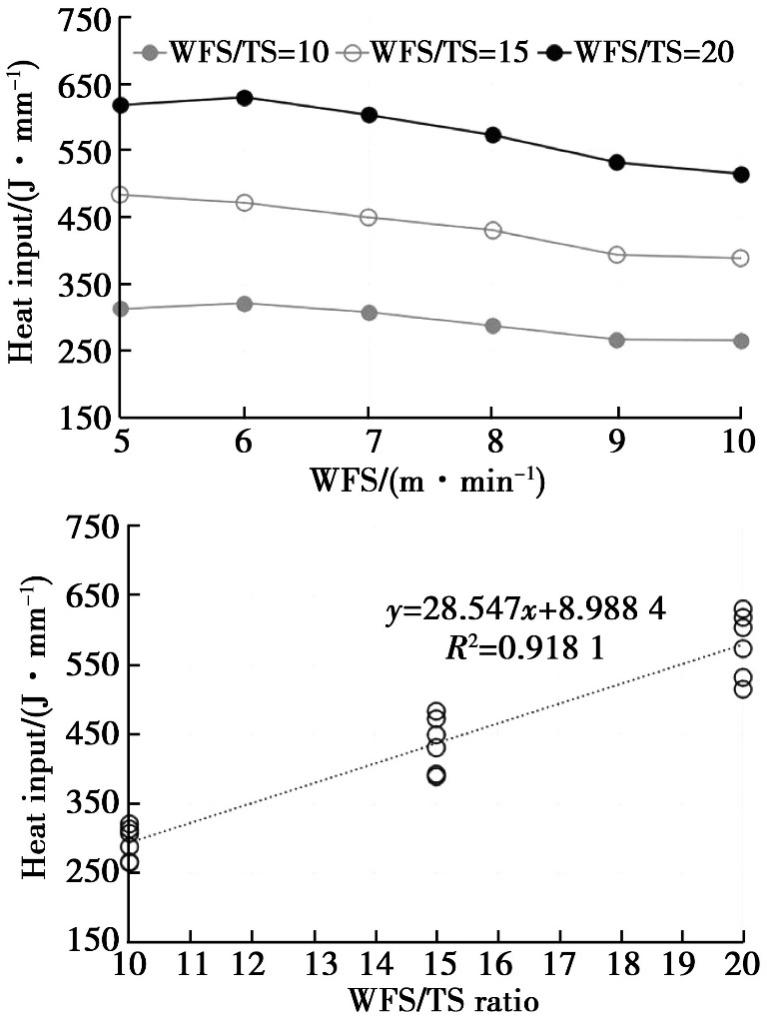 750
WFS/TS=10 WFS/TS=15 WFS/TS=20
650
550
450
350
250
150
Heat input/(J·mm⁻¹)
5 6 7 8 9 10
WFS/(m·min⁻¹)
750
650
y=28.547x+8.988 4
R²=0.918 1
550
450
350
250
150
Heat input/(J·mm⁻¹)
10 11 12 13 14 15 16 17 18 19 20
WFS/TS ratio